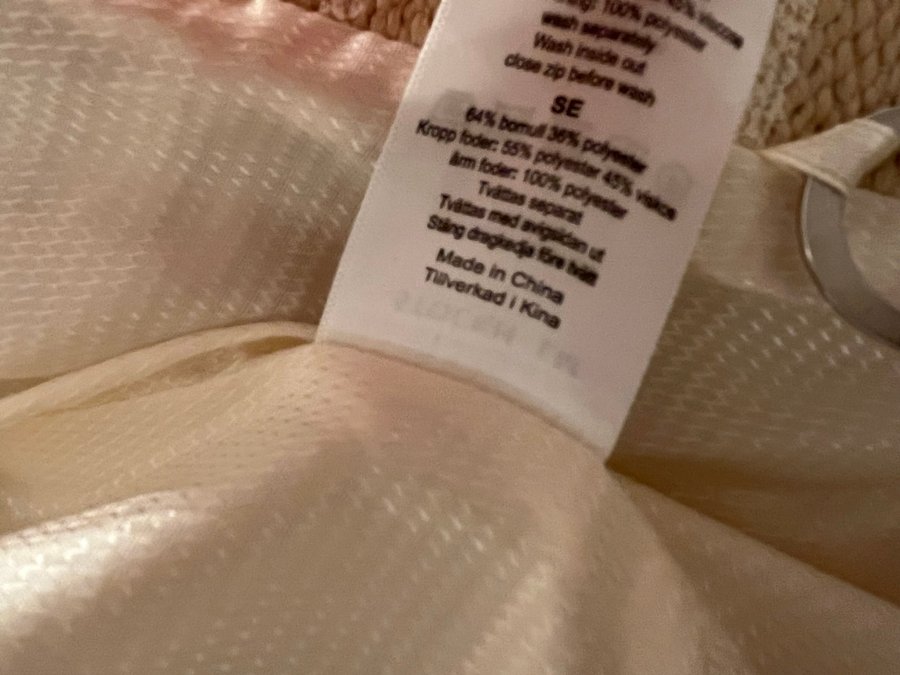 45% viscose
100% polyester
wash separately
Wash inside out
close zip before wash
SE
64% bomull 36% polyester
Kropp foder: 55% polyester 45% viskos
ärm foder: 100% polyester
Tvättas separat
Tvättas med avigsidan ut
Stäng dragkedja före tvätt
Made in China
Tillverkad i Kina